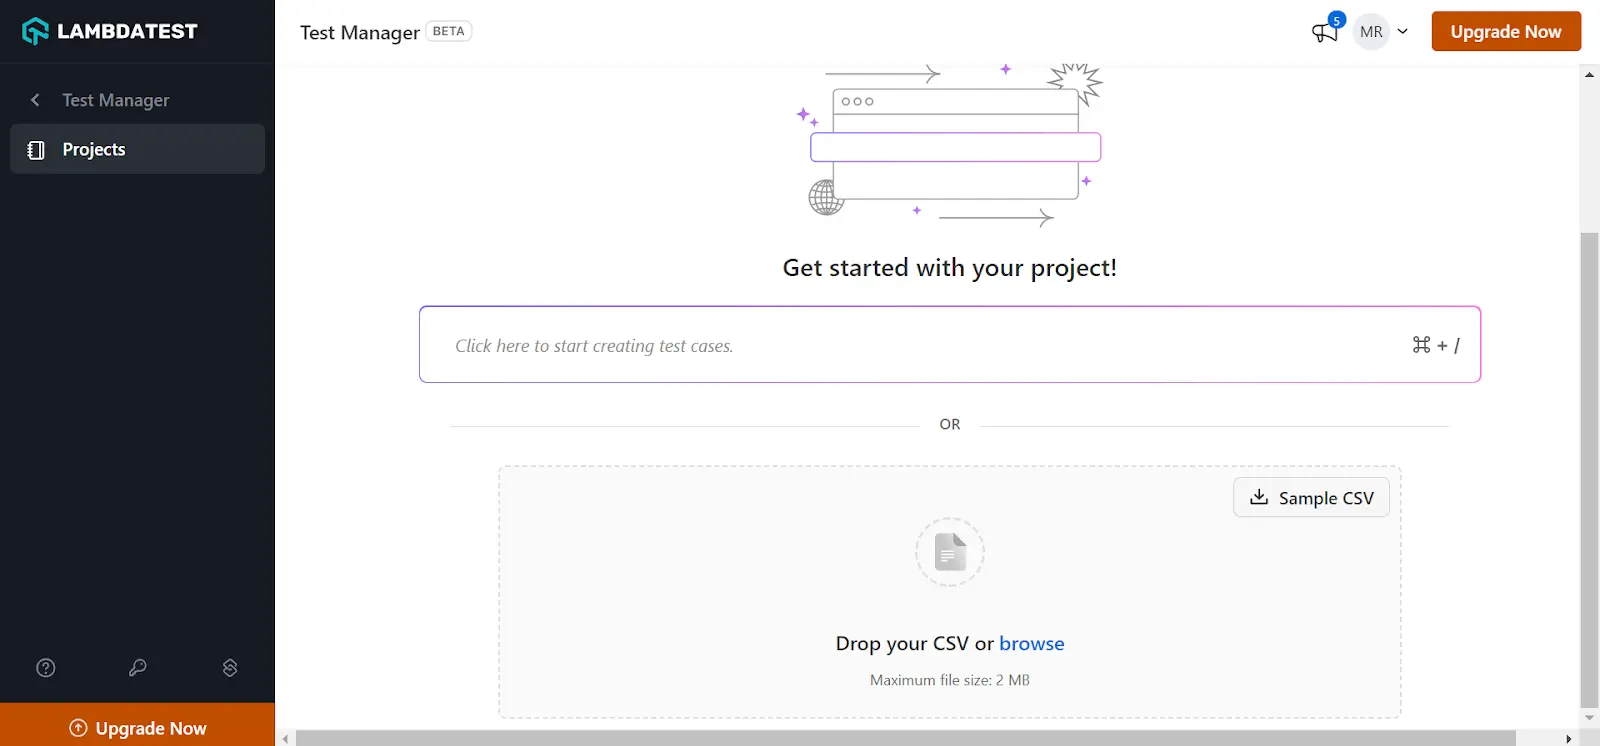 LAMBDATEST
Test Manager BETA
5
MR
Upgrade Now
Test Manager
Projects
Get started with your project!
Click here to start creating test cases.
⌘ + /
OR
Sample CSV
Drop your CSV or browse
Maximum file size: 2 MB
Upgrade Now